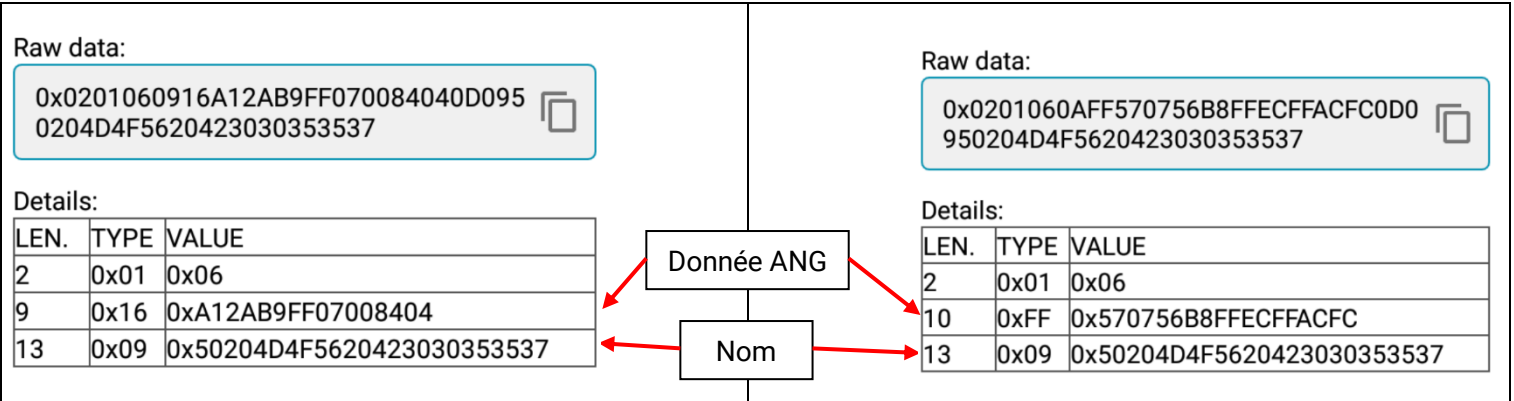 Raw data:
0x0201060916A12AB9FF070084040D095
0204D4F5620423030353537
Details:
LEN. TYPE VALUE
2 0x01 0x06
9 0x16 0xA12AB9FF07008404
13 0x09 0x50204D4F5620423030353537
Donnée ANG
Nom
Raw data:
0x0201060AFF570756B8FFECFFACFC0D0
950204D4F5620423030353537
Details:
LEN. TYPE VALUE
2 0x01 0x06
10 0xFF 0x570756B8FFECFFACFC
13 0x09 0x50204D4F5620423030353537